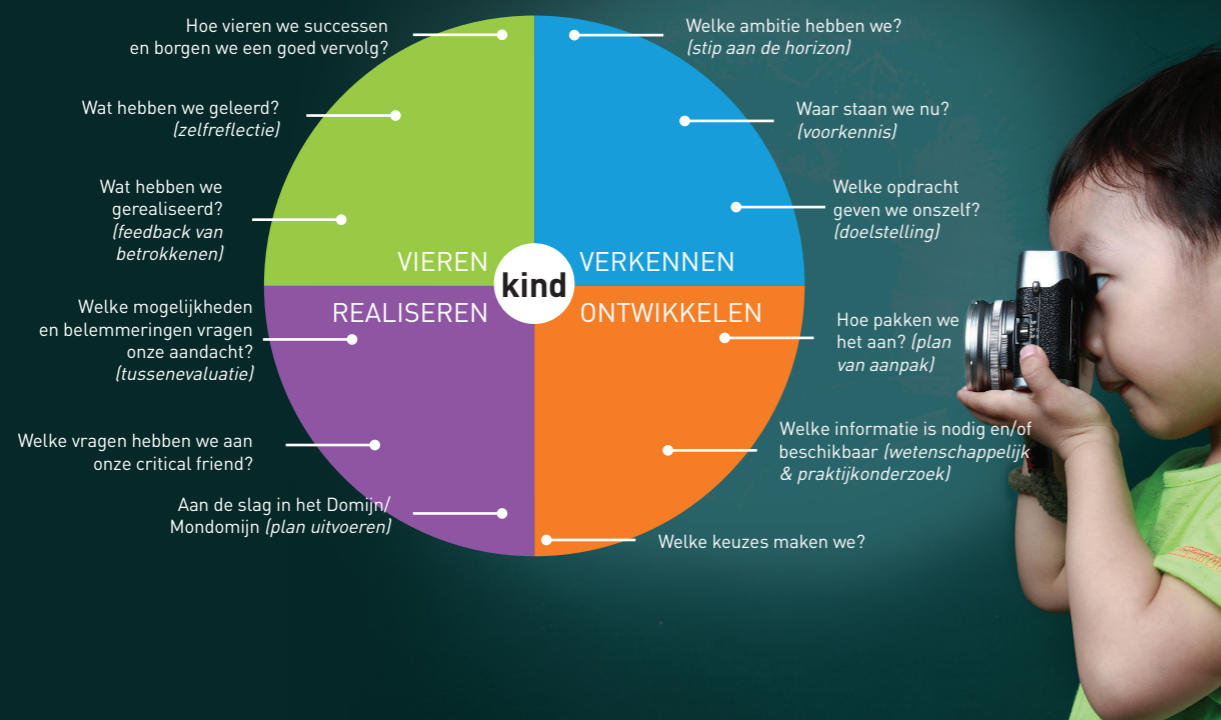 Hoe vieren we successen
en borgen we een goed vervolg?
Wat hebben we geleerd?
(zelfreflectie)
Wat hebben we
gerealiseerd?
(feedback van
betrokkenen)
Welke mogelijkheden
en belemmeringen vragen
onze aandacht?
(tussenevaluatie)
Welke vragen hebben we aan
onze critical friend?
Aan de slag in het Domijn/
Mondomijn (plan uitvoeren)
VIEREN
VERKENNEN
kind
REALISEREN
ONTWIKKELEN
Welke ambitie hebben we?
(stip aan de horizon)
Waar staan we nu?
(voorkennis)
Welke opdracht
geven we onszelf?
(doelstelling)
Hoe pakken we
het aan? (plan
van aanpak)
Welke informatie is nodig en/of
beschikbaar (wetenschappelijk
& praktijkonderzoek)
Welke keuzes maken we?